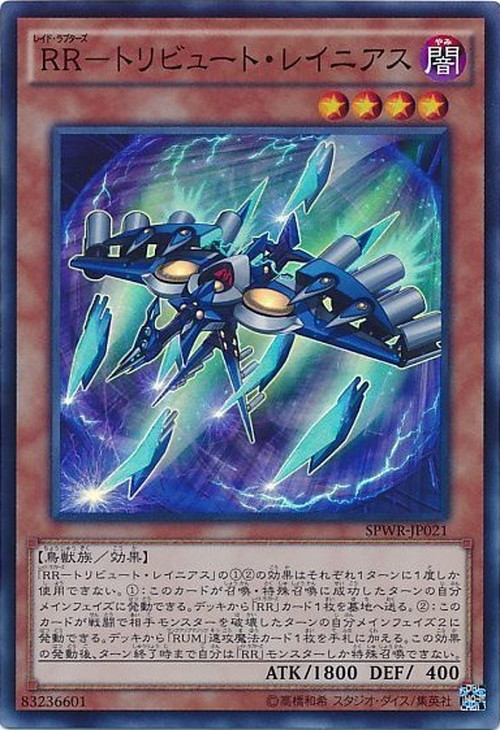 レイド・ラプターズ
RR－トリビュート・レイニアス
やみ
闇
SPWR-JP021
【鳥獣族／効果】
「RR－トリビュート・レイニアス」の①②の効果はそれぞれ1ターンに1度しか
使用できない。①：このカードが召喚・特殊召喚に成功したターンの自分
メインフェイズに発動できる。デッキから「RR」カード1枚を墓地へ送る。②：この
カードが戦闘で相手モンスターを破壊したターンの自分メインフェイズ2に
発動できる。デッキから「RUM」速攻魔法カード1枚を手札に加える。この効果
の発動後、ターン終了時まで自分は「RR」モンスターしか特殊召喚できない。
ATK/1800 DEF/ 400
83236601
©高橋和希 スタジオ・ダイス/集英社